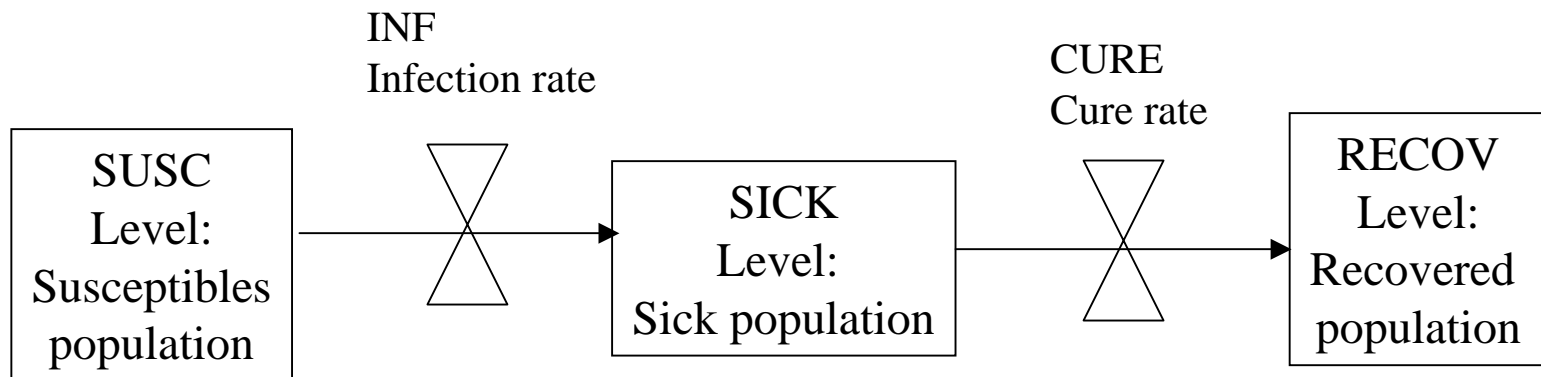 INF
Infection rate
CURE
Cure rate
SUSC
Level:
Susceptibles
population
SICK
Level:
Sick population
RECOV
Level:
Recovered
population